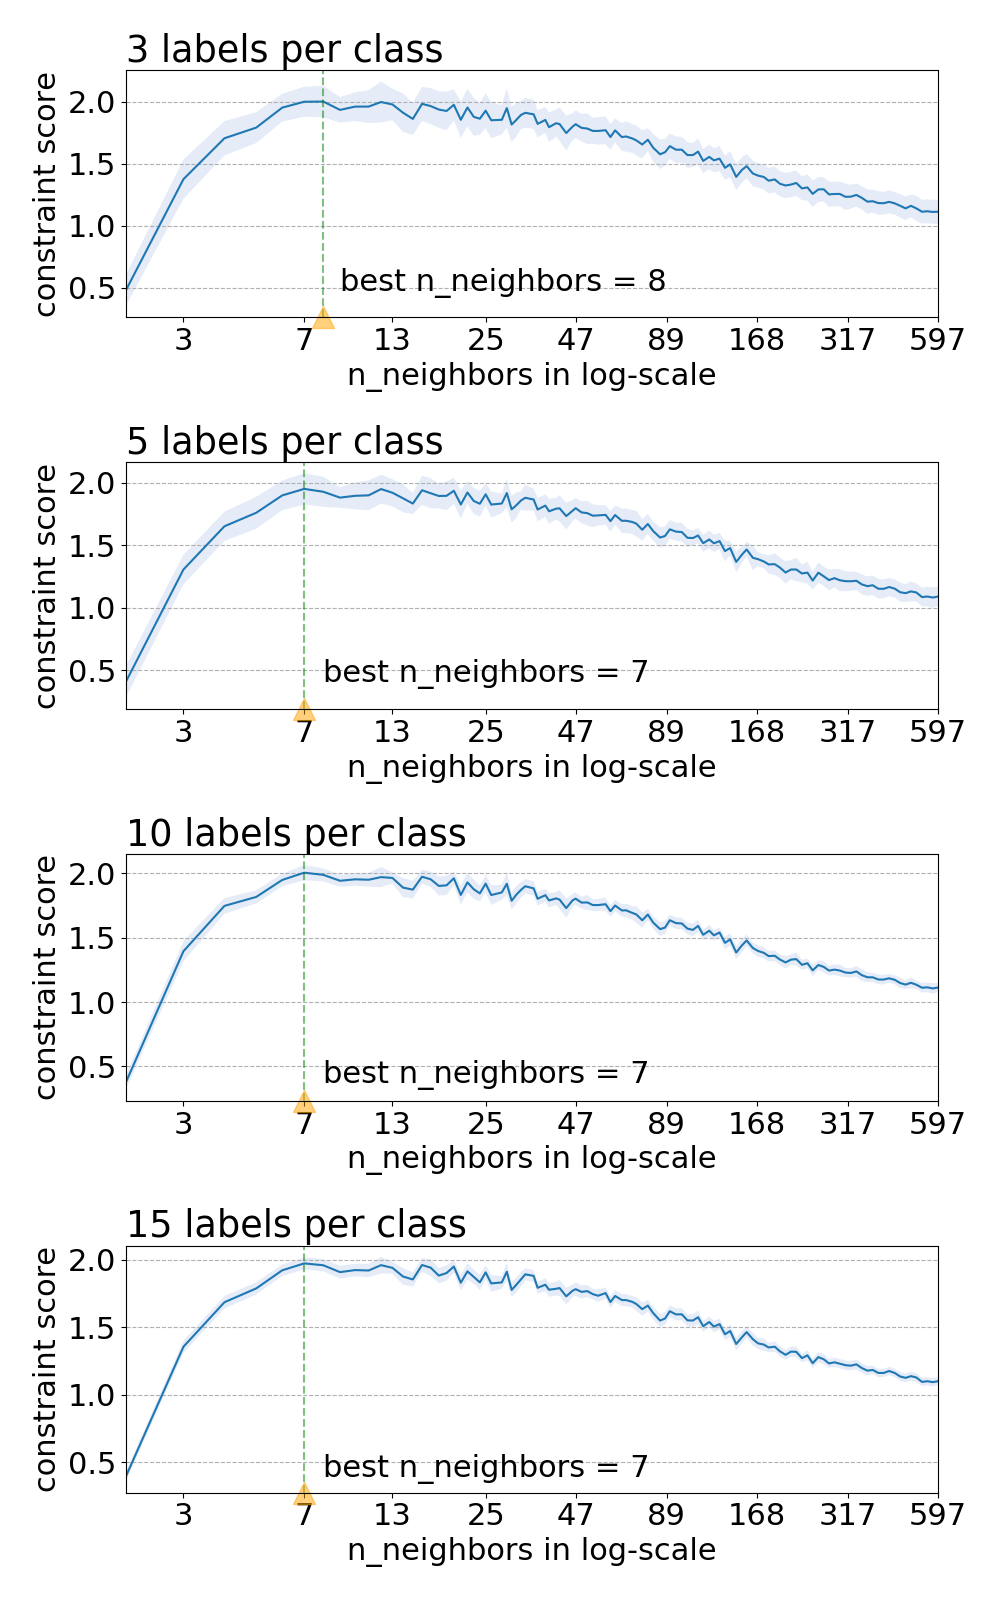 3 labels per class
constraint score
2.0
1.5
1.0
0.5
best n_neighbors = 8
3 7 13 25 47 89 168 317 597
n_neighbors in log-scale
5 labels per class
constraint score
2.0
1.5
1.0
0.5
best n_neighbors = 7
3 7 13 25 47 89 168 317 597
n_neighbors in log-scale
10 labels per class
constraint score
2.0
1.5
1.0
0.5
best n_neighbors = 7
3 7 13 25 47 89 168 317 597
n_neighbors in log-scale
15 labels per class
constraint score
2.0
1.5
1.0
0.5
best n_neighbors = 7
3 7 13 25 47 89 168 317 597
n_neighbors in log-scale